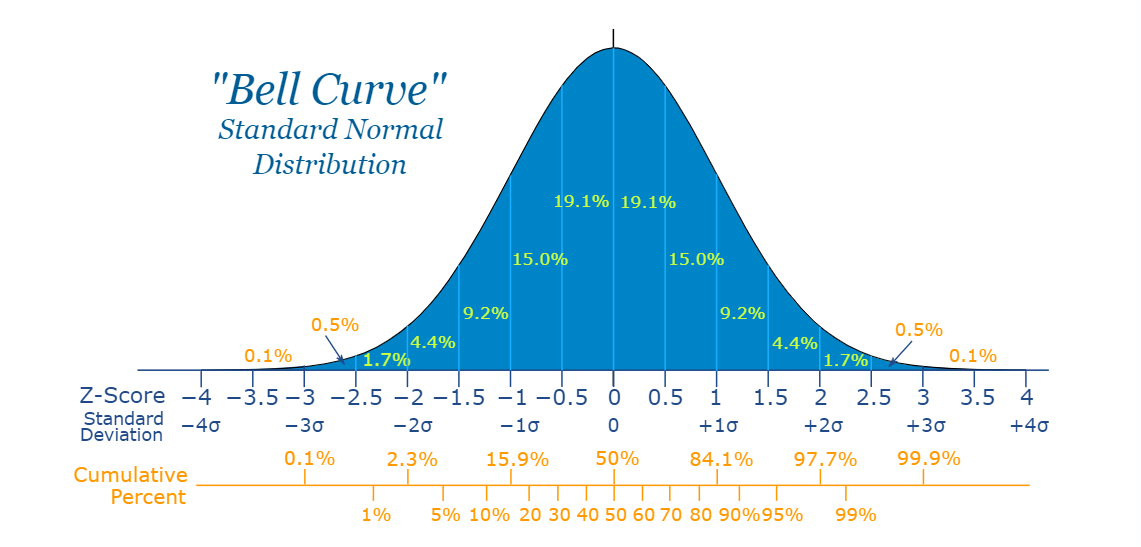 "Bell Curve"
Standard Normal
Distribution
19.1% 19.1%
15.0% 15.0%
9.2% 9.2%
0.5% 0.5%
4.4% 4.4%
0.1% 1.7% 1.7% 0.1%
Z-Score −4 −3.5 −3 −2.5 −2 −1.5 −1 −0.5 0 0.5 1 1.5 2 2.5 3 3.5 4
Standard
Deviation −4σ −3σ −2σ −1σ 0 +1σ +2σ +3σ +4σ
0.1% 2.3% 15.9% 50% 84.1% 97.7% 99.9%
Cumulative
Percent
1% 5% 10% 20 30 40 50 60 70 80 90% 95% 99%